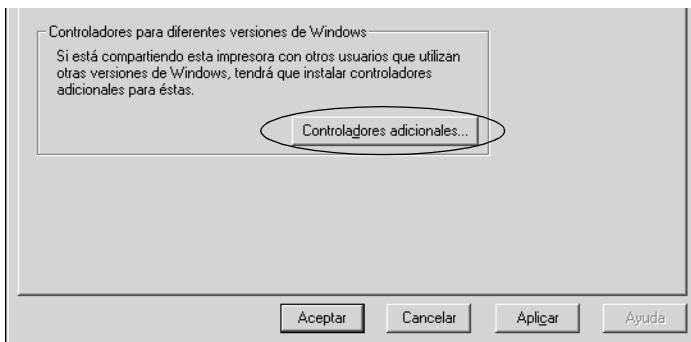 Controladores para diferentes versiones de Windows
Si está compartiendo esta impresora con otros usuarios que utilizan
otras versiones de Windows, tendrá que instalar controladores
adicionales para éstas.
Controladores adicionales...
Aceptar Cancelar Aplicar Ayuda